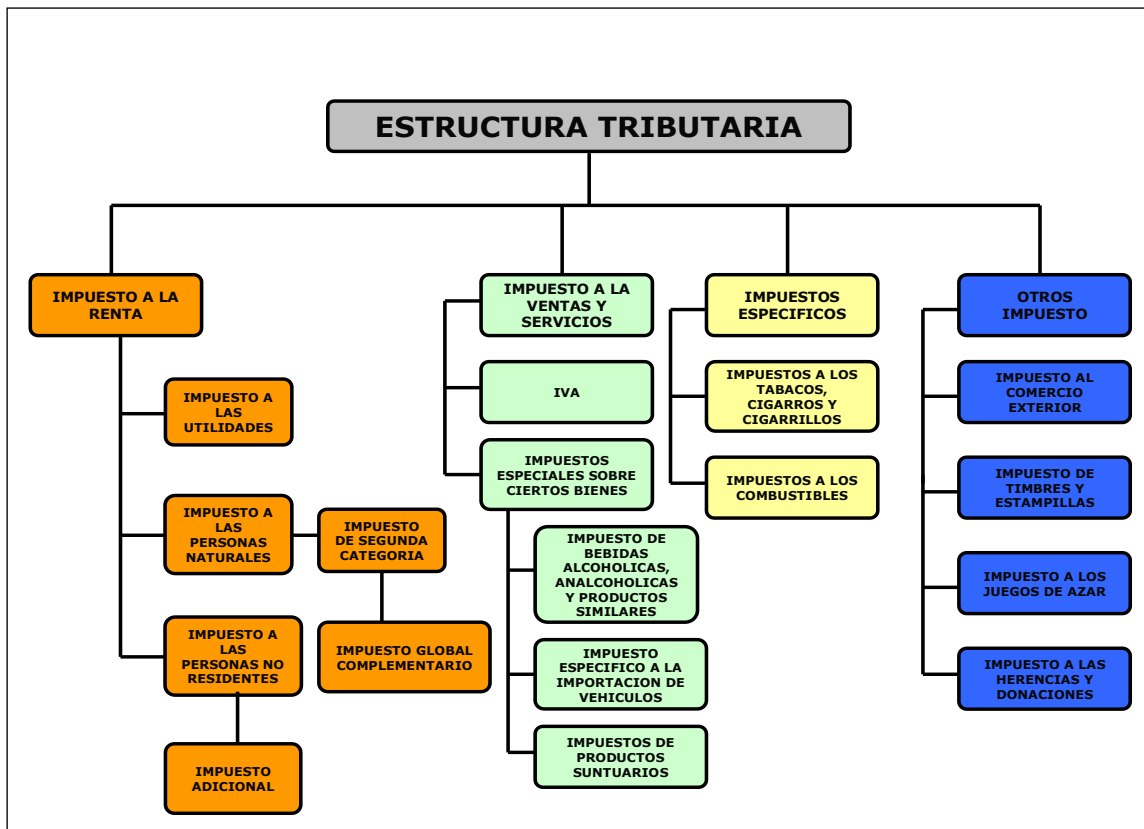 ESTRUCTURA TRIBUTARIA
IMPUESTO A LA
RENTA
IMPUESTO A
LAS
UTILIDADES
IMPUESTO A
LAS
PERSONAS
NATURALES
IMPUESTO
DE SEGUNDA
CATEGORIA
IMPUESTO GLOBAL
COMPLEMENTARIO
IMPUESTO A
LAS
PERSONAS NO
RESIDENTES
IMPUESTO
ADICIONAL
IMPUESTO A LA
VENTAS Y
SERVICIOS
IVA
IMPUESTOS
ESPECIALES SOBRE
CIERTOS BIENES
IMPUESTO DE
BEBIDAS
ALCOHOLICAS,
ANALCOHOLICAS
Y PRODUCTOS
SIMILARES
IMPUESTO
ESPECIFICO A LA
IMPORTACION DE
VEHICULOS
IMPUESTOS DE
PRODUCTOS
SUNTUARIOS
IMPUESTOS
ESPECIFICOS
IMPUESTOS A LOS
TABACOS,
CIGARROS Y
CIGARRILLOS
IMPUESTOS A LOS
COMBUSTIBLES
OTROS
IMPUESTO
IMPUESTO AL
COMERCIO
EXTERIOR
IMPUESTO DE
TIMBRES Y
ESTAMPILLAS
IMPUESTO A LOS
JUEGOS DE AZAR
IMPUESTO A LAS
HERENCIAS Y
DONACIONES